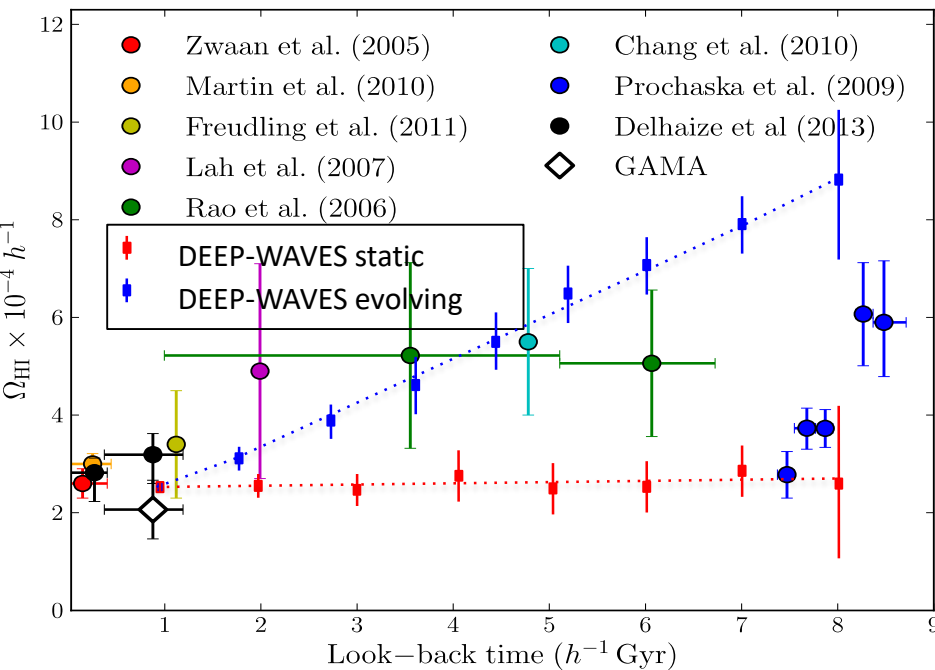 12
10
8
6
4
2
0
Ω_HI × 10⁻⁴ h⁻¹
Zwaan et al. (2005)
Martin et al. (2010)
Freudling et al. (2011)
Lah et al. (2007)
Rao et al. (2006)
Chang et al. (2010)
Prochaska et al. (2009)
Delhaize et al (2013)
GAMA
DEEP-WAVES static
DEEP-WAVES evolving
1 2 3 4 5 6 7 8 9
Look−back time (h⁻¹ Gyr)